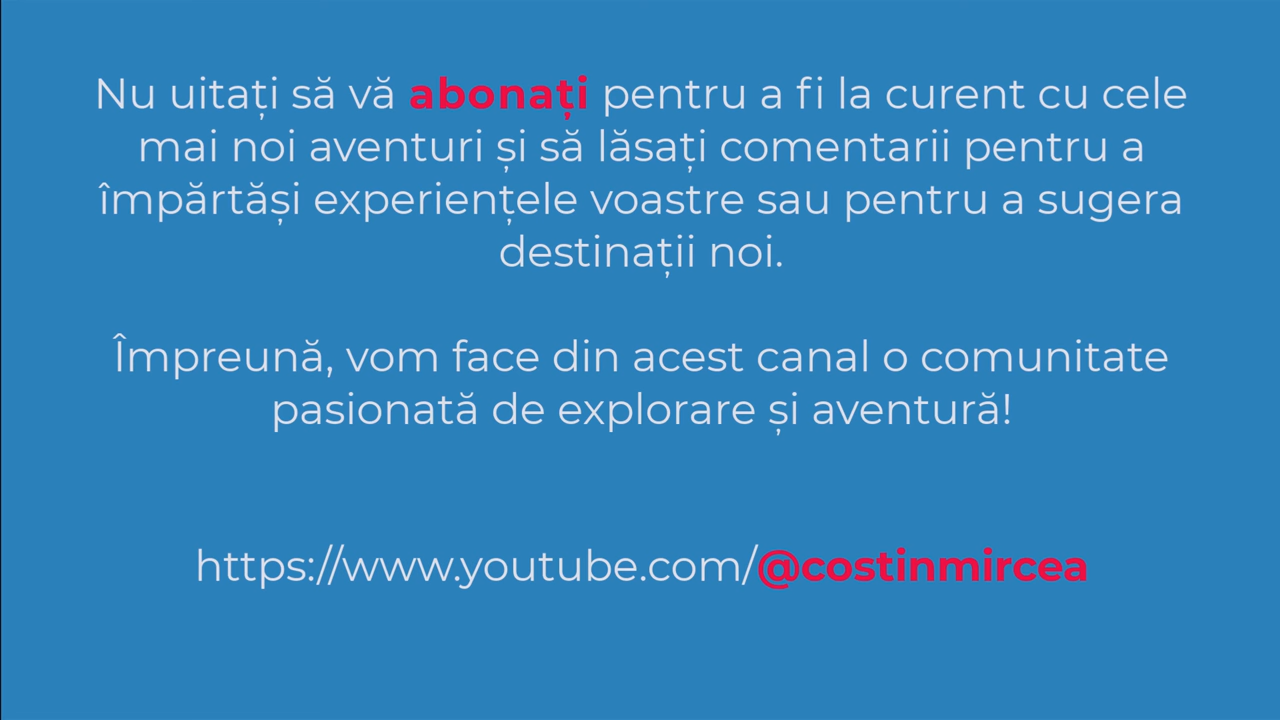 Nu uitați să vă abonați pentru a fi la curent cu cele
mai noi aventuri și să lăsați comentarii pentru a
împărtăși experiențele voastre sau pentru a sugera
destinații noi.
Împreună, vom face din acest canal o comunitate
pasionată de explorare și aventură!
https://www.youtube.com/@costinmircea